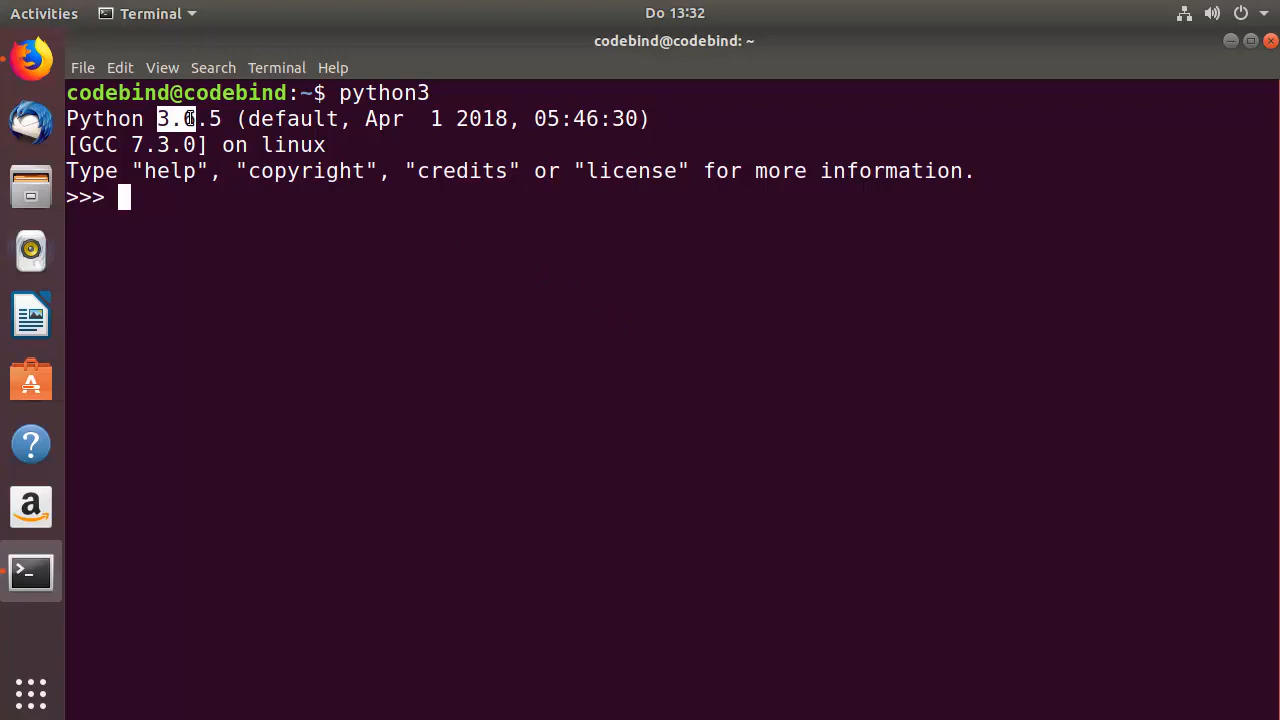 Activities Terminal Do 13:32
codebind@codebind: ~
File Edit View Search Terminal Help
codebind@codebind:~$ python3
Python 3.6.5 (default, Apr  1 2018, 05:46:30)
[GCC 7.3.0] on linux
Type "help", "copyright", "credits" or "license" for more information.
>>>